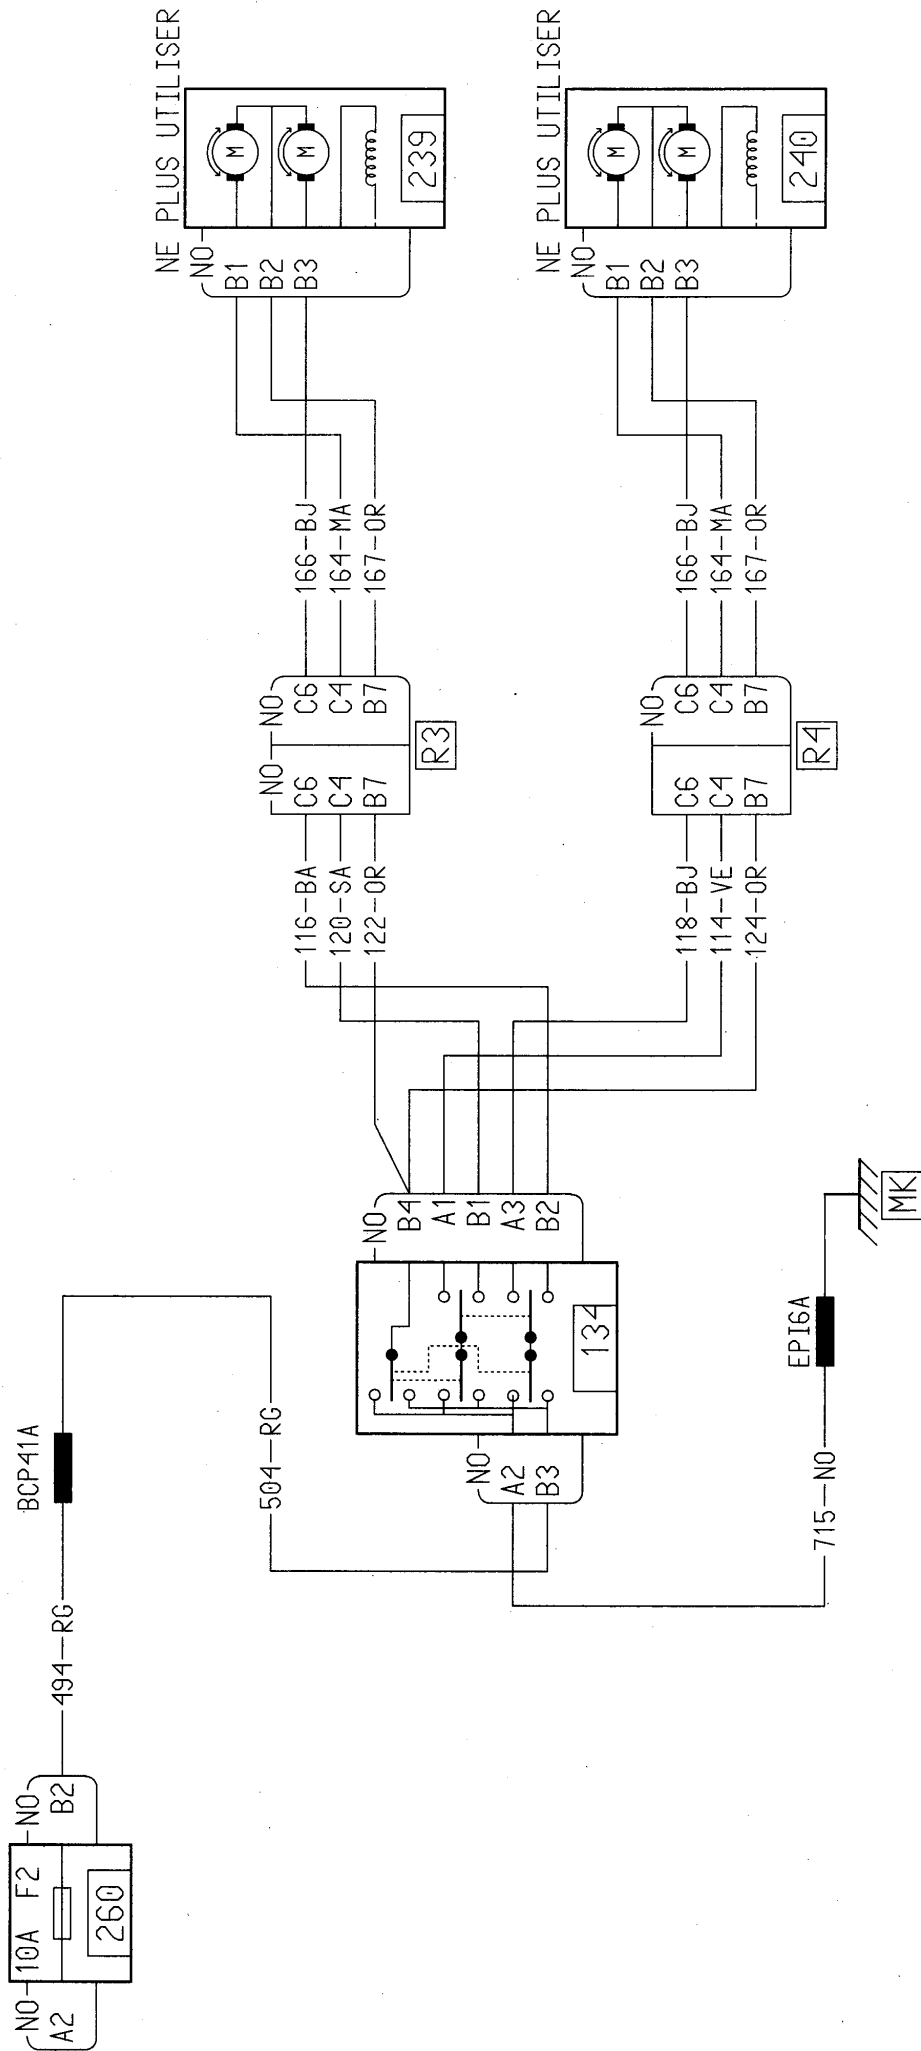 NO
A2
10A F2
260
NO
B2
494-RG
BCP41A
504-RG
NO
A2
B3
715-NO
EPI6A
MK
134
NO
B4
A1
B1
A3
B2
116-BA
120-SA
122-OR
NO
NO
C6
C6
C4
C4
B7
B7
R3
166-BJ
164-MA
167-OR
NE PLUS UTILISER
NO
B1
B2
B3
M
M
239
118-BJ
114-VE
124-OR
NO
C6
C6
C4
C4
B7
B7
R4
166-BJ
164-MA
167-OR
NE PLUS UTILISER
NO
B1
B2
B3
M
M
240